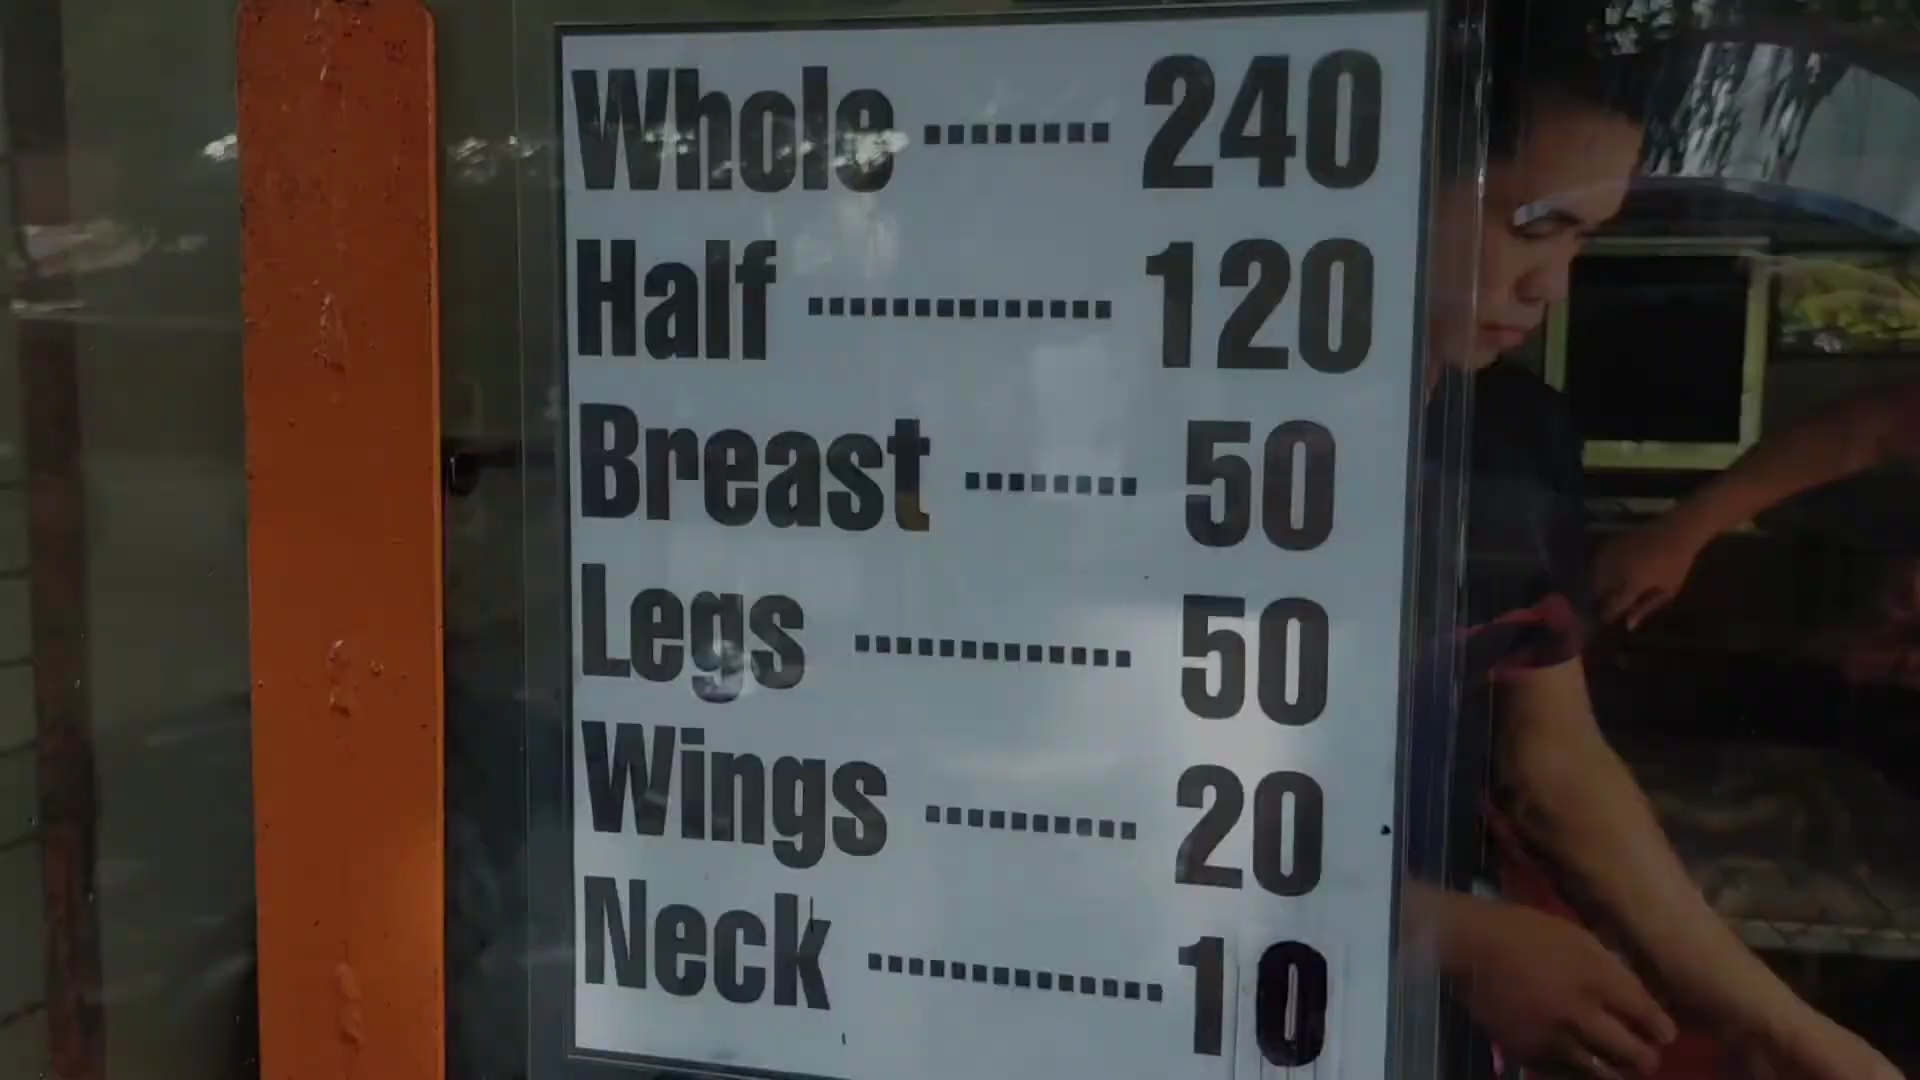 Whole ........ 240
Half .............. 120
Breast ........ 50
Legs ............. 50
Wings .......... 20
Neck .............. 10